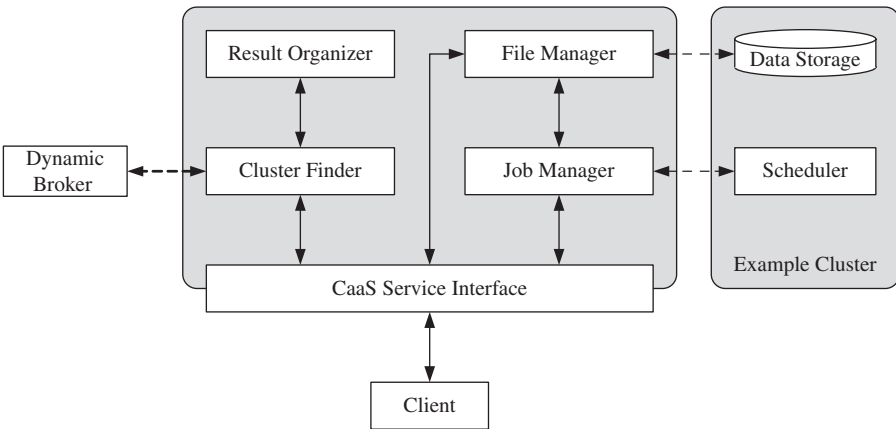 Result Organizer
File Manager
Data Storage
Dynamic
Broker
Cluster Finder
Job Manager
Scheduler
Example Cluster
CaaS Service Interface
Client